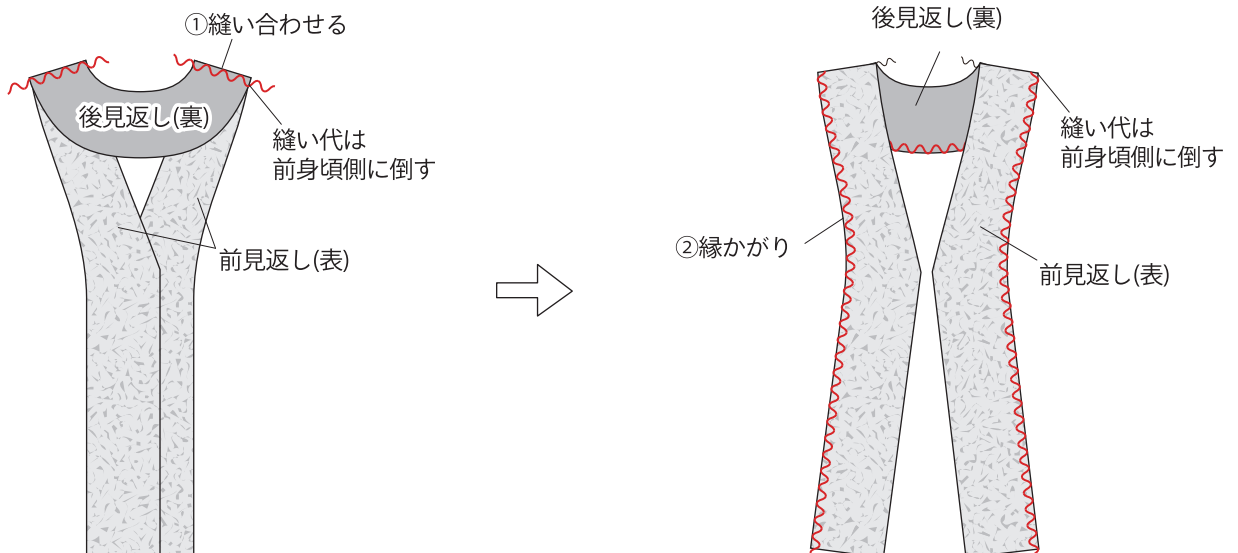 ①縫い合わせる
後見返し(裏)
縫い代は
前身頃側に倒す
前見返し(表)
後見返し(裏)
縫い代は
前身頃側に倒す
②縁かがり
前見返し(表)